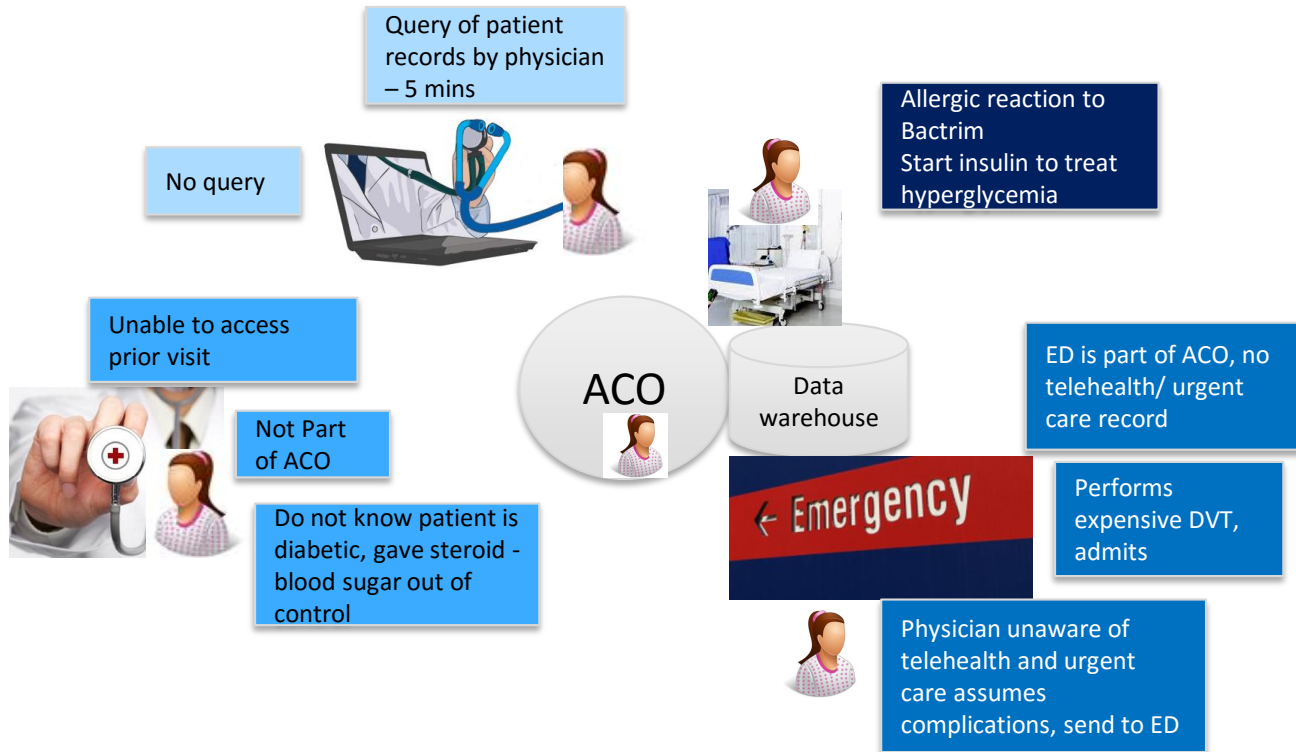 Query of patient
records by physician
– 5 mins
No query
Allergic reaction to
Bactrim
Start insulin to treat
hyperglycemia
Unable to access
prior visit
Not Part
of ACO
Do not know patient is
diabetic, gave steroid -
blood sugar out of
control
ACO
Data
warehouse
ED is part of ACO, no
telehealth/ urgent
care record
← Emergency
Performs
expensive DVT,
admits
Physician unaware of
telehealth and urgent
care assumes
complications, send to ED